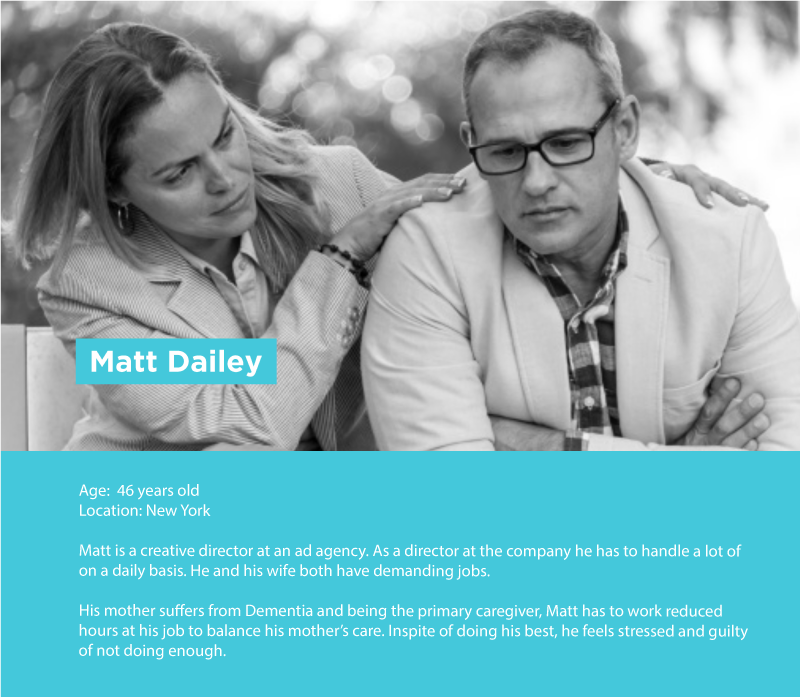 Matt Dailey
Age:  46 years old
Location: New York
Matt is a creative director at an ad agency. As a director at the company he has to handle a lot of
on a daily basis. He and his wife both have demanding jobs.
His mother suffers from Dementia and being the primary caregiver, Matt has to work reduced
hours at his job to balance his mother's care. Inspite of doing his best, he feels stressed and guilty
of not doing enough.